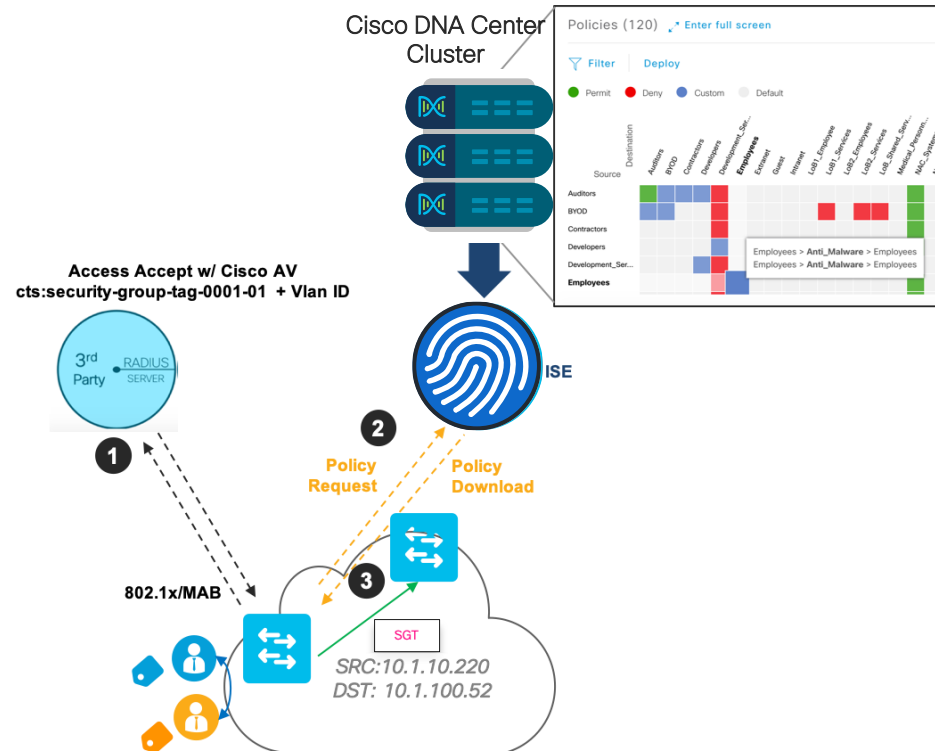 Cisco DNA Center
Cluster
Policies (120) Enter full screen
Filter Deploy
Permit Deny Custom Default
Destination
Source
Auditors
BYOD
Contractors
Developers
Development_Ser...
Employees
Extranet
Guest
Intranet
LoB1_Employee
LoB1_Services
LoB2_Employees
LoB2_Services
LoB_Shared_Serv...
Medical_Personn...
NAC_System
Auditors
BYOD
Contractors
Developers
Development_Ser...
Employees
Employees > Anti_Malware > Employees
Employees > Anti_Malware > Employees
Access Accept w/ Cisco AV
cts:security-group-tag-0001-01 + Vlan ID
3rd
Party
RADIUS
SERVER
ISE
1
2
Policy
Request
Policy
Download
3
802.1x/MAB
SGT
SRC:10.1.10.220
DST: 10.1.100.52